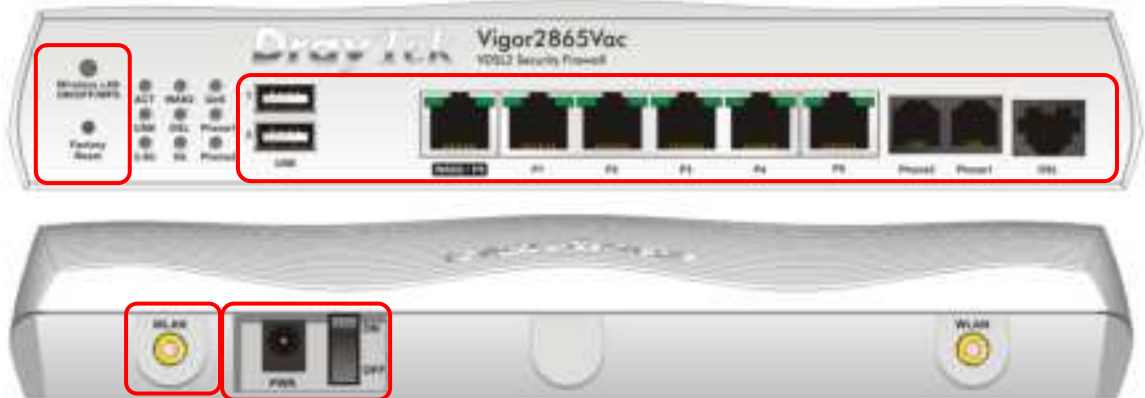 DrayTek
Vigor2865Vac
VDSL2 Security Firewall
Wireless LAN
ON/OFF/WPS
Factory
Reset
ACT WAN2 QoS
USB DSL Phone1
2.4G 5G Phone2
1
2
USB
P1 P2 P3 P4 P5 Phone2 Phone1 DSL
WLAN
PWR
ON
OFF
WLAN